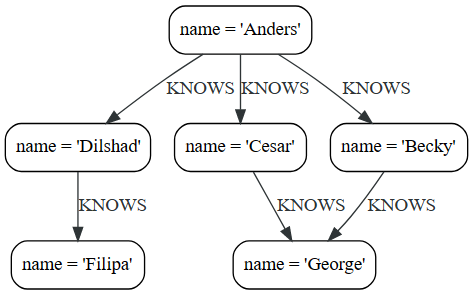 name = 'Anders'
KNOWS KNOWS KNOWS
name = 'Dilshad' name = 'Cesar' name = 'Becky'
KNOWS KNOWS KNOWS
name = 'Filipa' name = 'George'